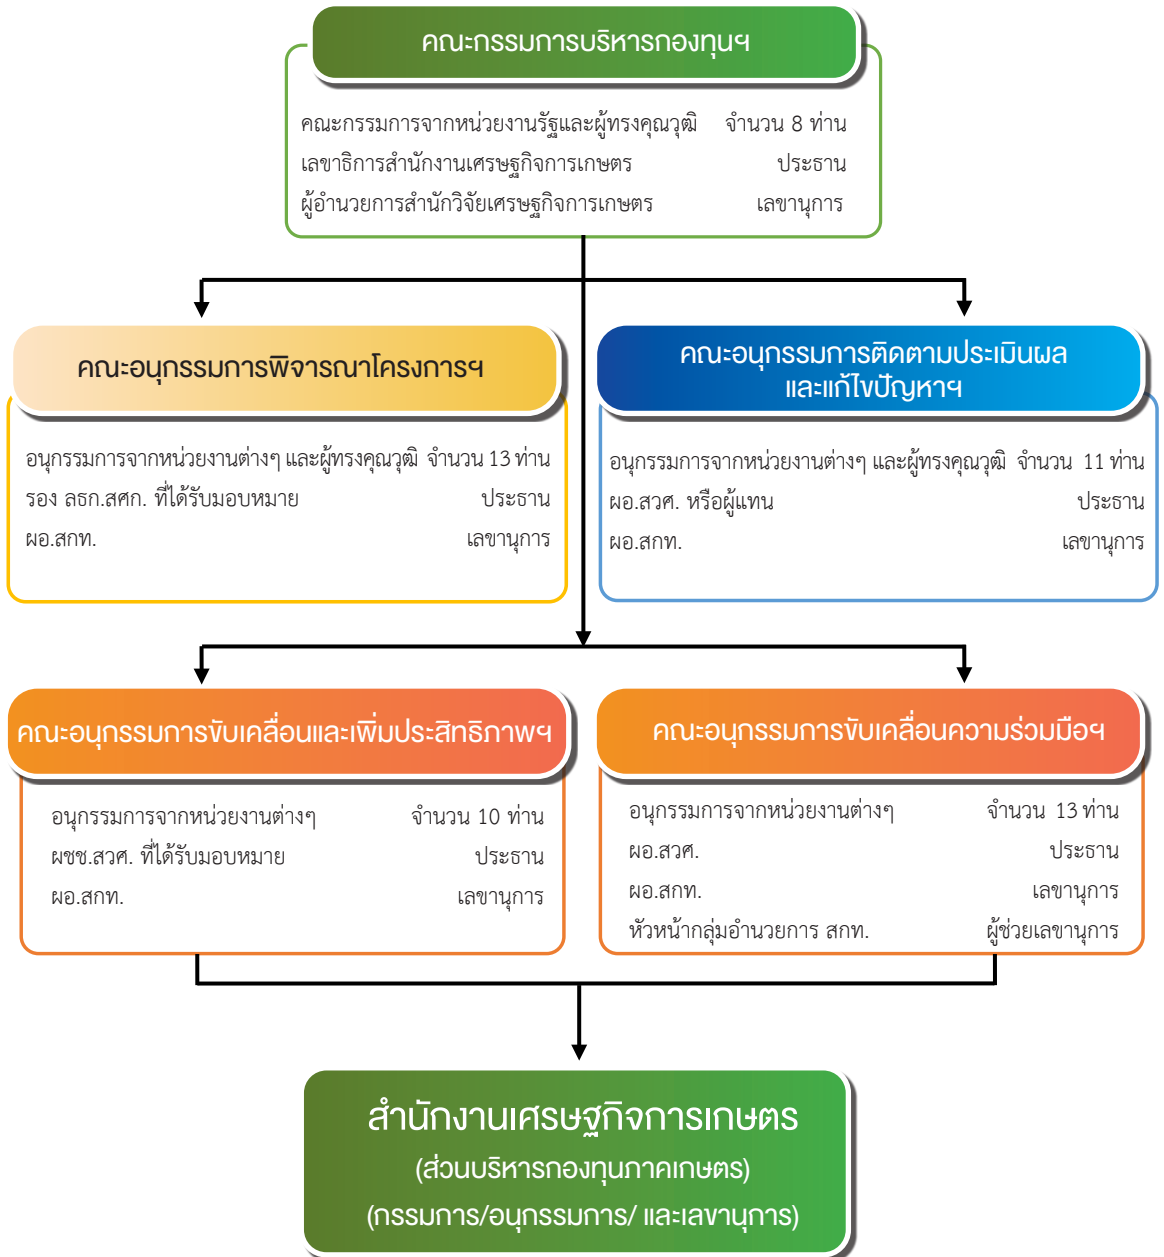 คณะกรรมการบริหารกองทุนฯ
คณะกรรมการจากหน่วยงานรัฐและผู้ทรงคุณวุฒิ จำนวน 8 ท่าน
เลขาธิการสำนักงานเศรษฐกิจการเกษตร ประธาน
ผู้อำนวยการสำนักวิจัยเศรษฐกิจการเกษตร เลขานุการ
คณะอนุกรรมการพิจารณาโครงการฯ
อนุกรรมการจากหน่วยงานต่างๆ และผู้ทรงคุณวุฒิ จำนวน 13 ท่าน
รอง ลธก.สศก. ที่ได้รับมอบหมาย ประธาน
ผอ.สกท. เลขานุการ
คณะอนุกรรมการติดตามประเมินผล
และแก้ไขปัญหาฯ
อนุกรรมการจากหน่วยงานต่างๆ และผู้ทรงคุณวุฒิ จำนวน 11 ท่าน
ผอ.สวศ. หรือผู้แทน ประธาน
ผอ.สกท. เลขานุการ
คณะอนุกรรมการขับเคลื่อนและเพิ่มประสิทธิภาพฯ
อนุกรรมการจากหน่วยงานต่างๆ จำนวน 10 ท่าน
ผชช.สวศ. ที่ได้รับมอบหมาย ประธาน
ผอ.สกท. เลขานุการ
คณะอนุกรรมการขับเคลื่อนความร่วมมือฯ
อนุกรรมการจากหน่วยงานต่างๆ จำนวน 13 ท่าน
ผอ.สวศ. ประธาน
ผอ.สกท. เลขานุการ
หัวหน้ากลุ่มอำนวยการ สกท. ผู้ช่วยเลขานุการ
สำนักงานเศรษฐกิจการเกษตร
(ส่วนบริหารกองทุนภาคเกษตร)
(กรรมการ/อนุกรรมการ/ และเลขานุการ)